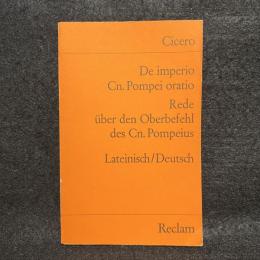 Cicero
De imperio
Cn. Pompei oratio
Rede
über den Oberbefehl
des Cn. Pompeius
Lateinisch/Deutsch
Reclam